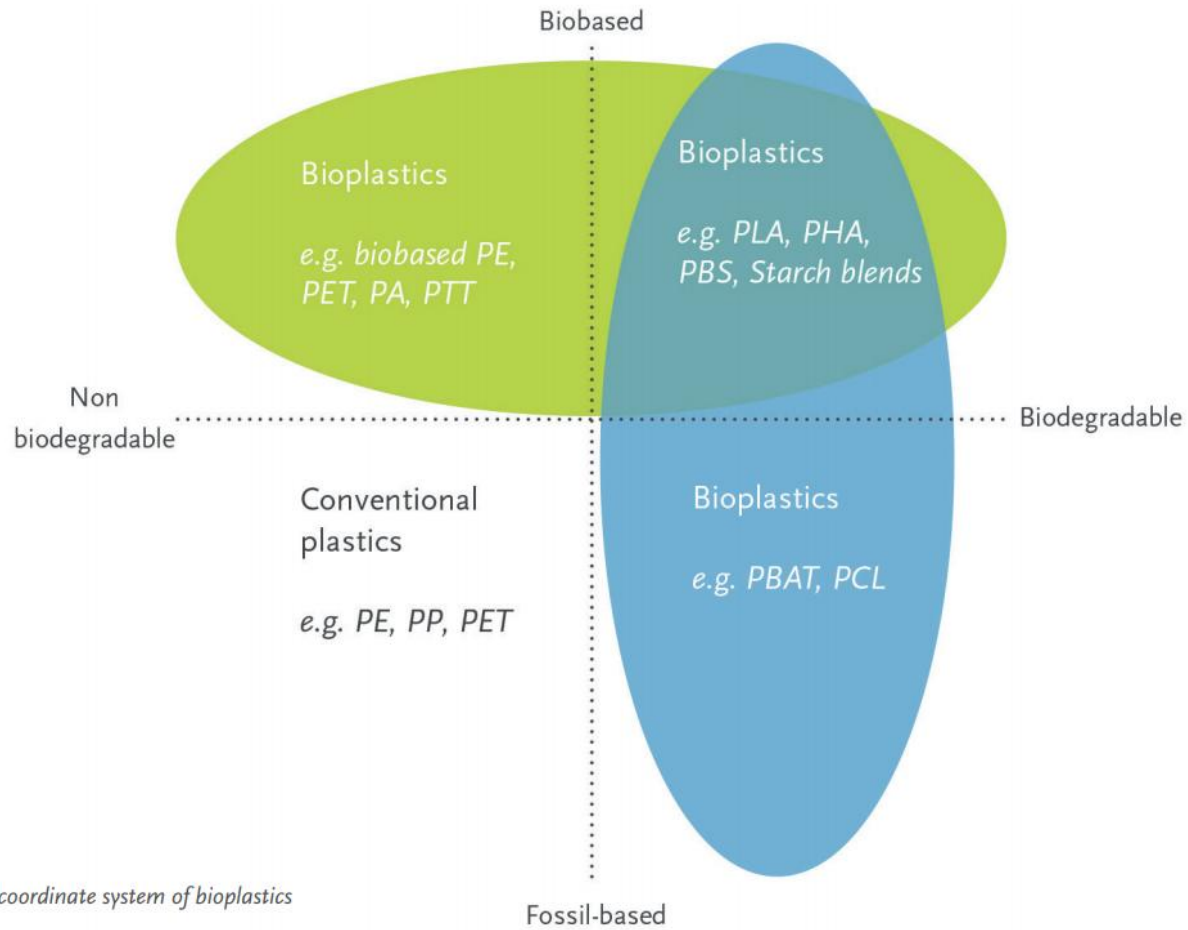 Biobased
Bioplastics
e.g. biobased PE,
PET, PA, PTT
Bioplastics
e.g. PLA, PHA,
PBS, Starch blends
Non
biodegradable
Biodegradable
Conventional
plastics
e.g. PE, PP, PET
Bioplastics
e.g. PBAT, PCL
coordinate system of bioplastics
Fossil-based